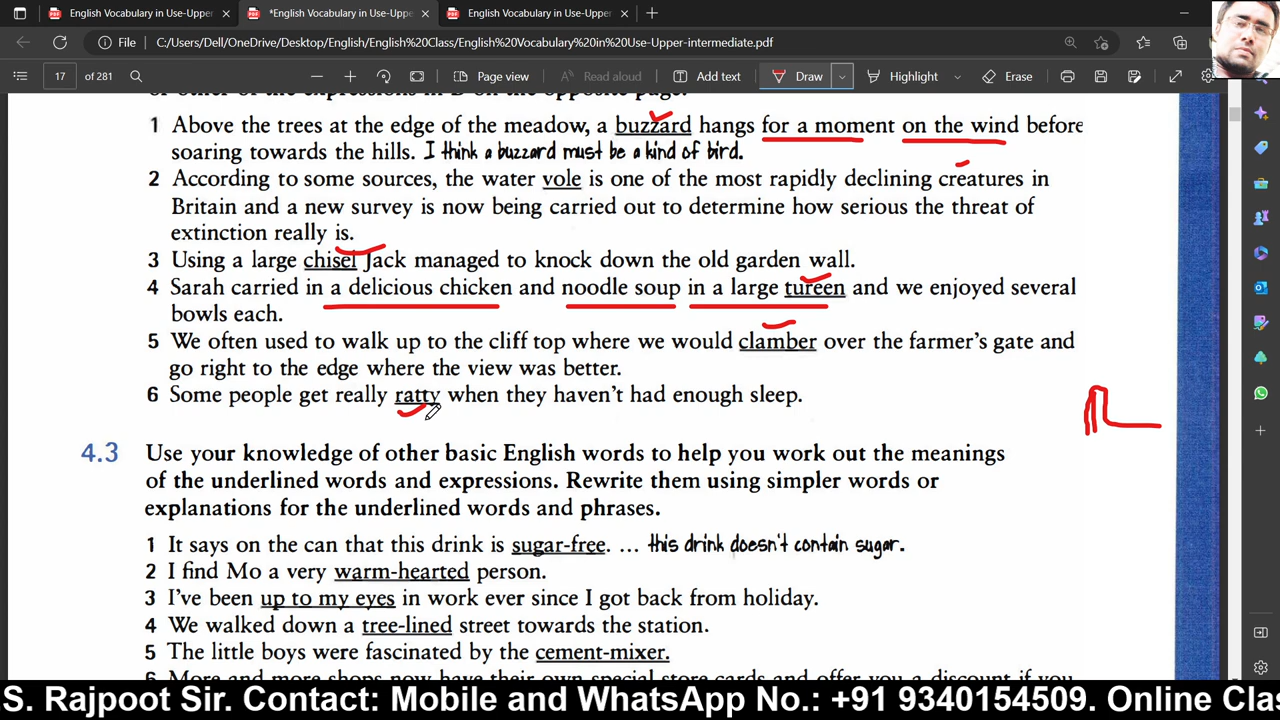 English Vocabulary in Use-Uppe
*English Vocabulary in Use-Upper
English Vocabulary in Use-Upper
File C:/Users/Dell/OneDrive/Desktop/English/English%20Class/English%20Vocabulary%20in%20Use-Upper-intermediate.pdf
17 of 281 Page view Read aloud Add text Draw Highlight Erase
1 Above the trees at the edge of the meadow, a buzzard hangs for a moment on the wind before
soaring towards the hills. I think a buzzard must be a kind of bird.
2 According to some sources, the water vole is one of the most rapidly declining creatures in
Britain and a new survey is now being carried out to determine how serious the threat of
extinction really is.
3 Using a large chisel Jack managed to knock down the old garden wall.
4 Sarah carried in a delicious chicken and noodle soup in a large tureen and we enjoyed several
bowls each.
5 We often used to walk up to the cliff top where we would clamber over the farmer's gate and
go right to the edge where the view was better.
6 Some people get really ratty when they haven't had enough sleep.
4.3 Use your knowledge of other basic English words to help you work out the meanings
of the underlined words and expressions. Rewrite them using simpler words or
explanations for the underlined words and phrases.
1 It says on the can that this drink is sugar-free. ... this drink doesn't contain sugar.
2 I find Mo a very warm-hearted person.
3 I've been up to my eyes in work ever since I got back from holiday.
4 We walked down a tree-lined street towards the station.
5 The little boys were fascinated by the cement-mixer.
S. Rajpoot Sir. Contact: Mobile and WhatsApp No.: +91 9340154509. Online Cla